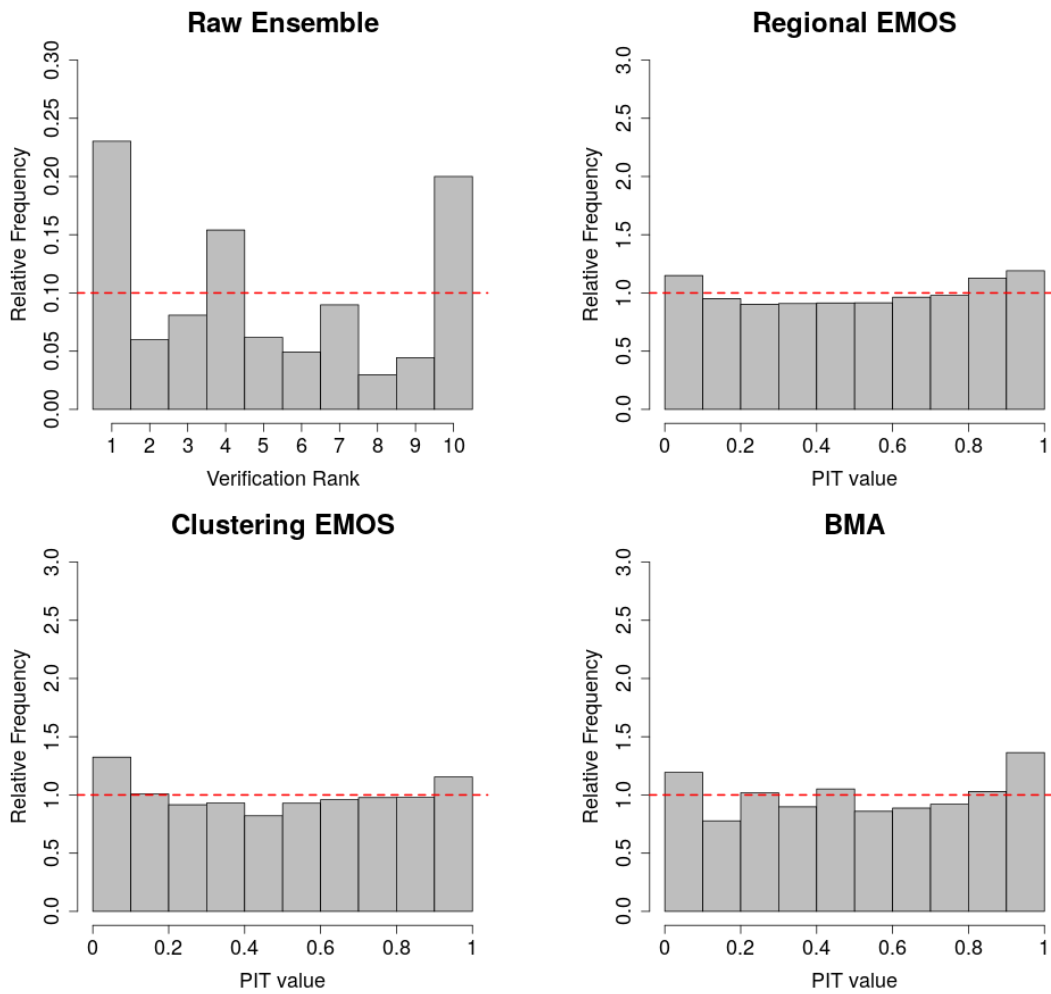 Raw Ensemble
Relative Frequency
0.00 0.05 0.10 0.15 0.20 0.25 0.30
1 2 3 4 5 6 7 8 9 10
Verification Rank
Regional EMOS
Relative Frequency
0.0 0.5 1.0 1.5 2.0 2.5 3.0
0 0.2 0.4 0.6 0.8 1
PIT value
Clustering EMOS
Relative Frequency
0.0 0.5 1.0 1.5 2.0 2.5 3.0
0 0.2 0.4 0.6 0.8 1
PIT value
BMA
Relative Frequency
0.0 0.5 1.0 1.5 2.0 2.5 3.0
0 0.2 0.4 0.6 0.8 1
PIT value